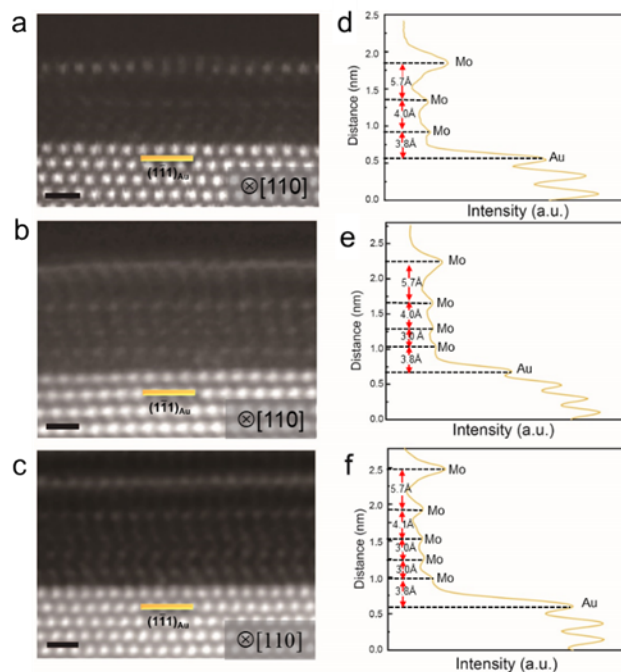 a
(11̄1)Au
⊗[110]
d
Distance (nm)
2.5
2.0
1.5
1.0
0.5
0.0
Mo
5.7Å
Mo
4.0Å
Mo
3.8Å
Au
Intensity (a.u.)
b
(11̄1)Au
⊗[110]
e
Distance (nm)
2.5
2.0
1.5
1.0
0.5
0.0
Mo
5.7Å
Mo
4.0Å
Mo
3.0Å
Mo
3.8Å
Au
Intensity (a.u.)
c
(11̄1)Au
⊗[110]
f
Distance (nm)
2.5
2.0
1.5
1.0
0.5
0.0
Mo
5.7Å
Mo
4.1Å
Mo
3.0Å
Mo
3.0Å
Mo
3.8Å
Au
Intensity (a.u.)